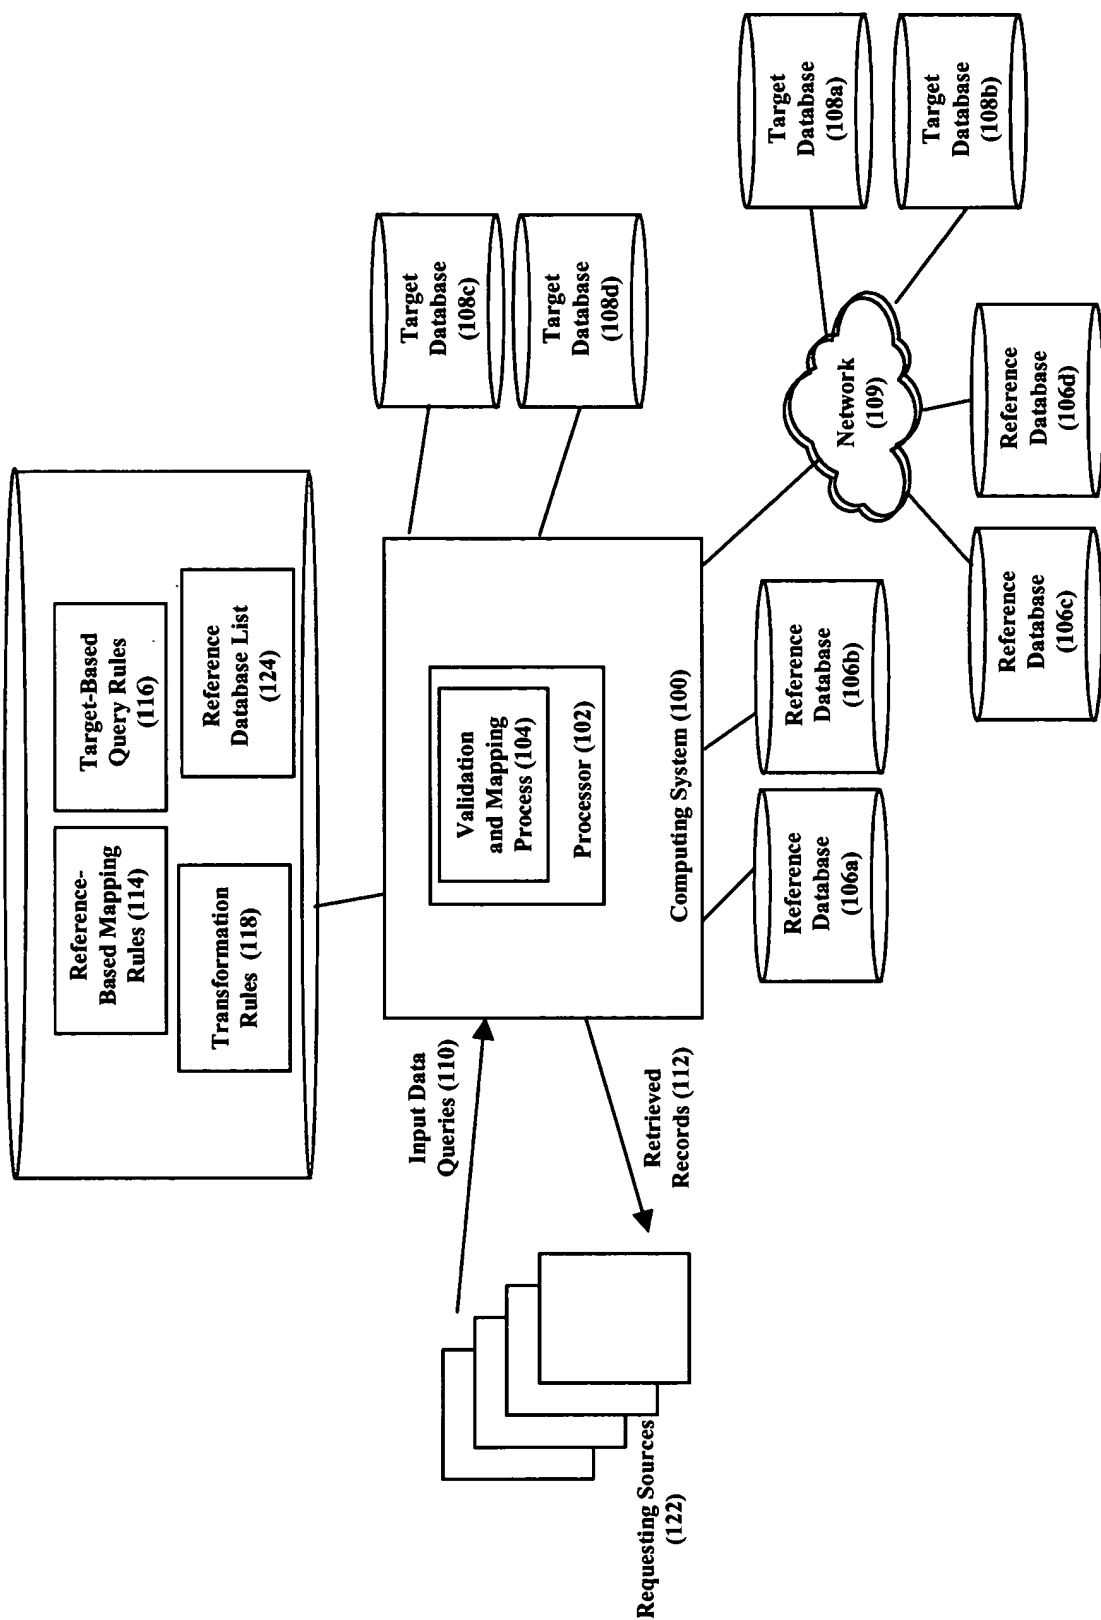 Reference-
Based Mapping
Rules (114)
Target-Based
Query Rules
(116)
Transformation
Rules (118)
Reference
Database List
(124)
Input Data
Queries (110)
Retrieved
Records (112)
Requesting Sources
(122)
Validation
and Mapping
Process (104)
Processor (102)
Computing System (100)
Target
Database
(108c)
Target
Database
(108d)
Reference
Database
(106a)
Reference
Database
(106b)
Network
(109)
Target
Database
(108a)
Target
Database
(108b)
Reference
Database
(106c)
Reference
Database
(106d)